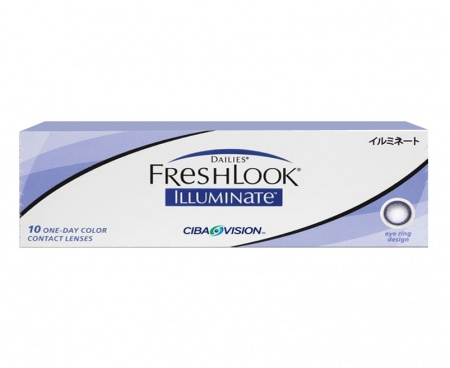 DAILIES®
FRESHLOOK®
ILLUMINATE™
CIBA VISION™
10 ONE-DAY COLOR
CONTACT LENSES
イルミネート
eye ring
design